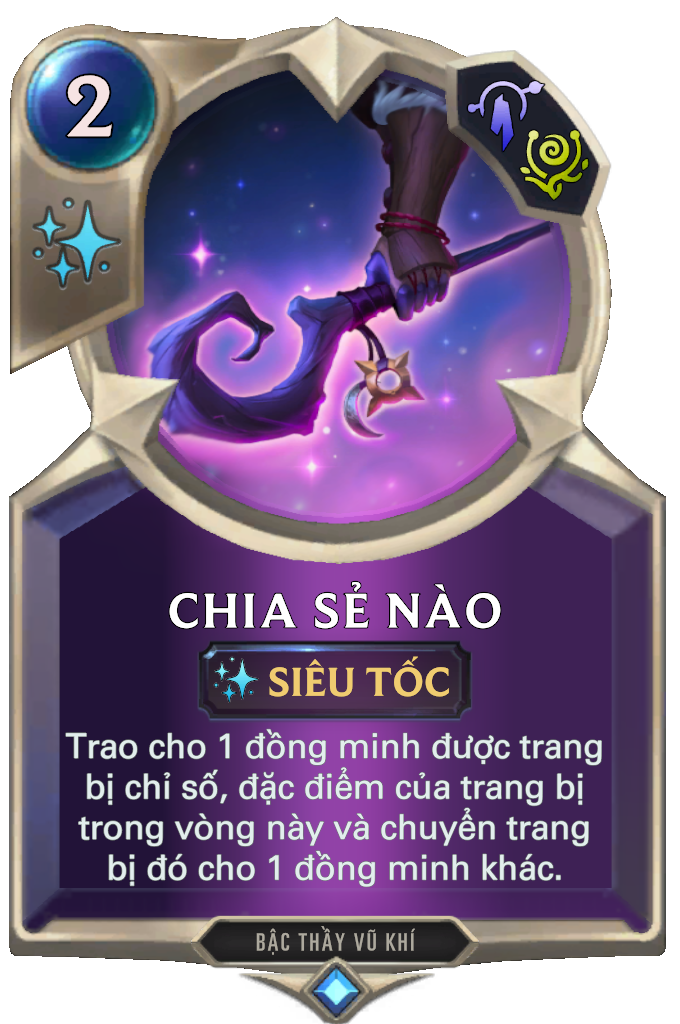 2
CHIA SẺ NÀO
SIÊU TỐC
Trao cho 1 đồng minh được trang
bị chỉ số, đặc điểm của trang bị
trong vòng này và chuyển trang
bị đó cho 1 đồng minh khác.
BẬC THẦY VŨ KHÍ